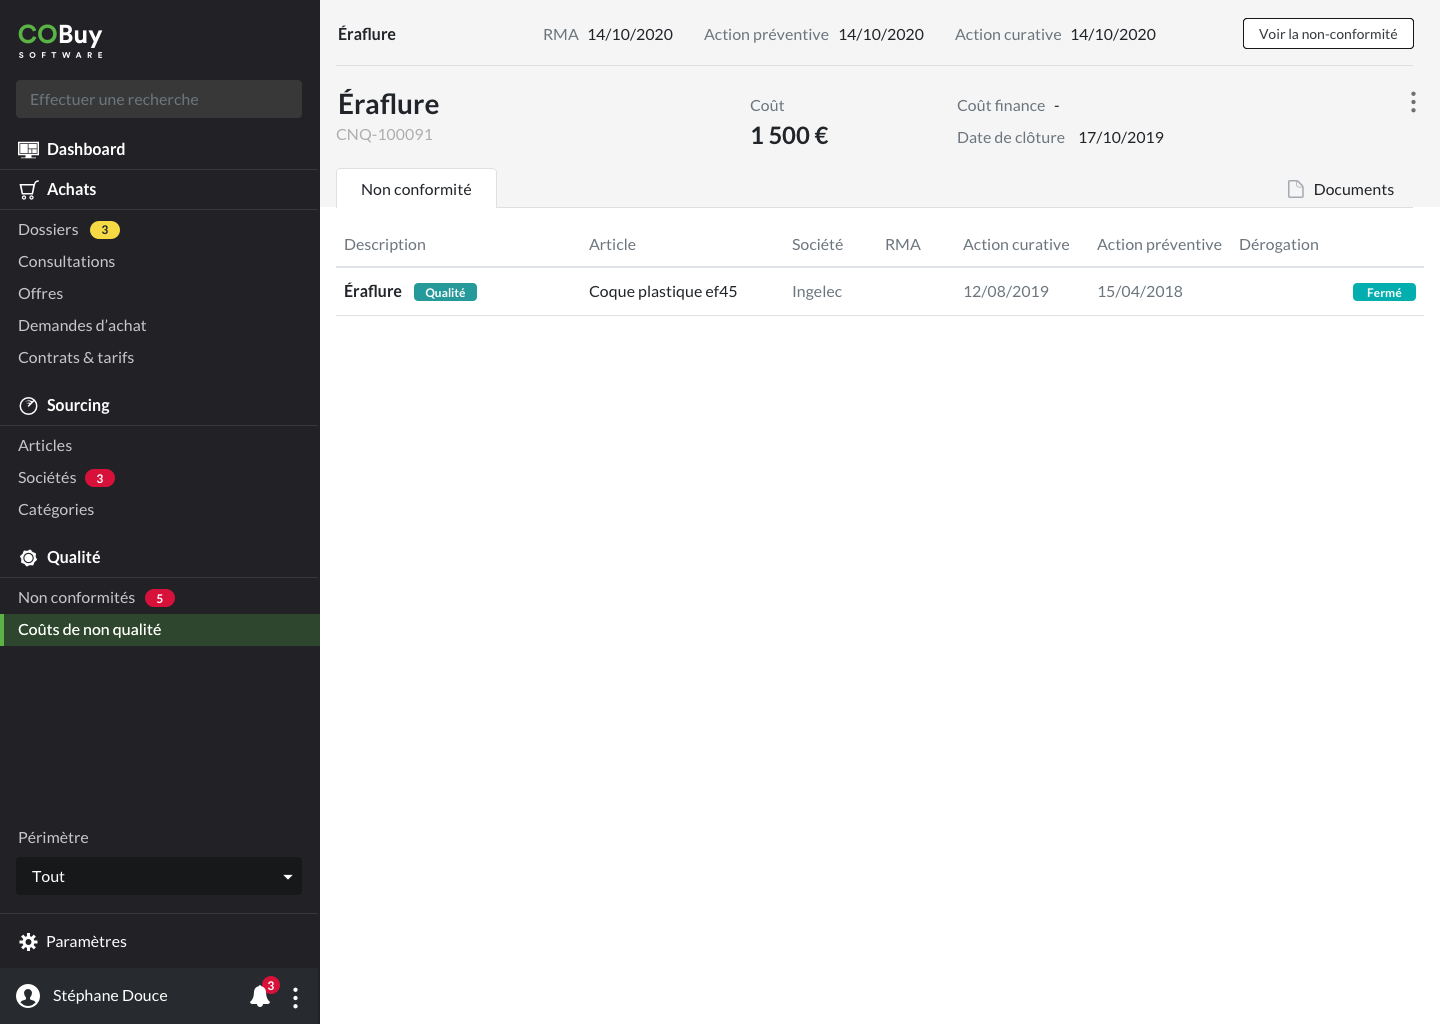 COBuy
SOFTWARE
Effectuer une recherche
Dashboard
Achats
Dossiers 3
Consultations
Offres
Demandes d’achat
Contrats & tarifs
Sourcing
Articles
Sociétés 3
Catégories
Qualité
Non conformités 5
Coûts de non qualité
Périmètre
Tout
Paramètres
Stéphane Douce 3
Éraflure RMA 14/10/2020 Action préventive 14/10/2020 Action curative 14/10/2020 Voir la non-conformité
Éraflure
CNQ-100091
Coût
1 500 €
Coût finance -
Date de clôture 17/10/2019
Non conformité Documents
Description Article Société RMA Action curative Action préventive Dérogation
Éraflure Qualité Coque plastique ef45 Ingelec 12/08/2019 15/04/2018 Fermé